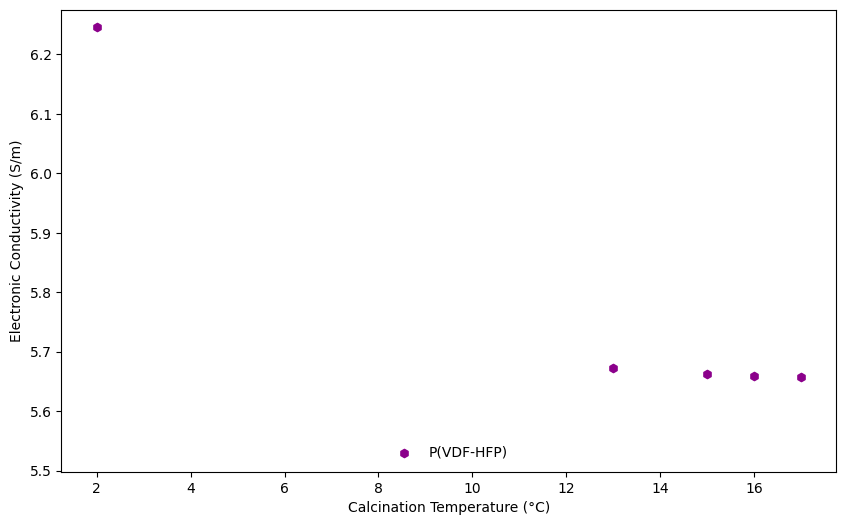 6.2
6.1
6.0
5.9
5.8
5.7
5.6
5.5
Electronic Conductivity (S/m)
P(VDF-HFP)
2 4 6 8 10 12 14 16
Calcination Temperature (°C)